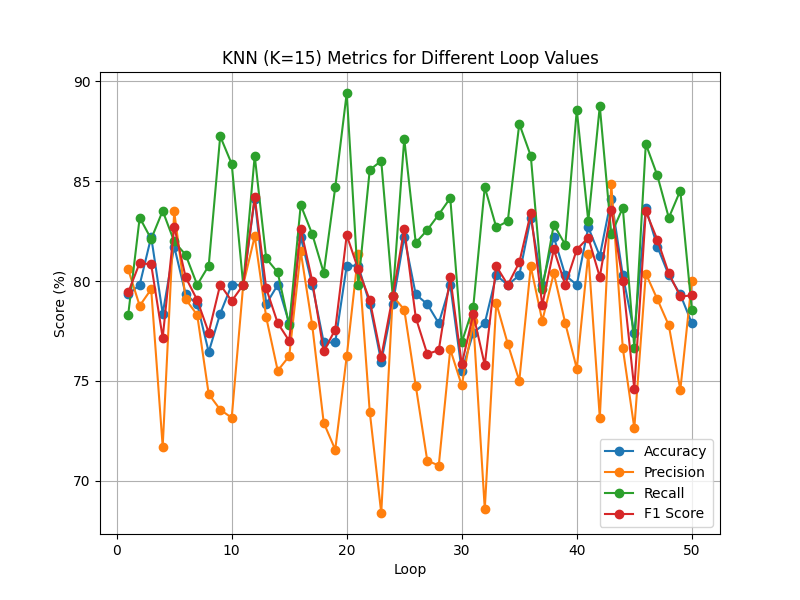 KNN (K=15) Metrics for Different Loop Values
Score (%)
90
85
80
75
70
0
10
20
30
40
50
Loop
Accuracy
Precision
Recall
F1 Score